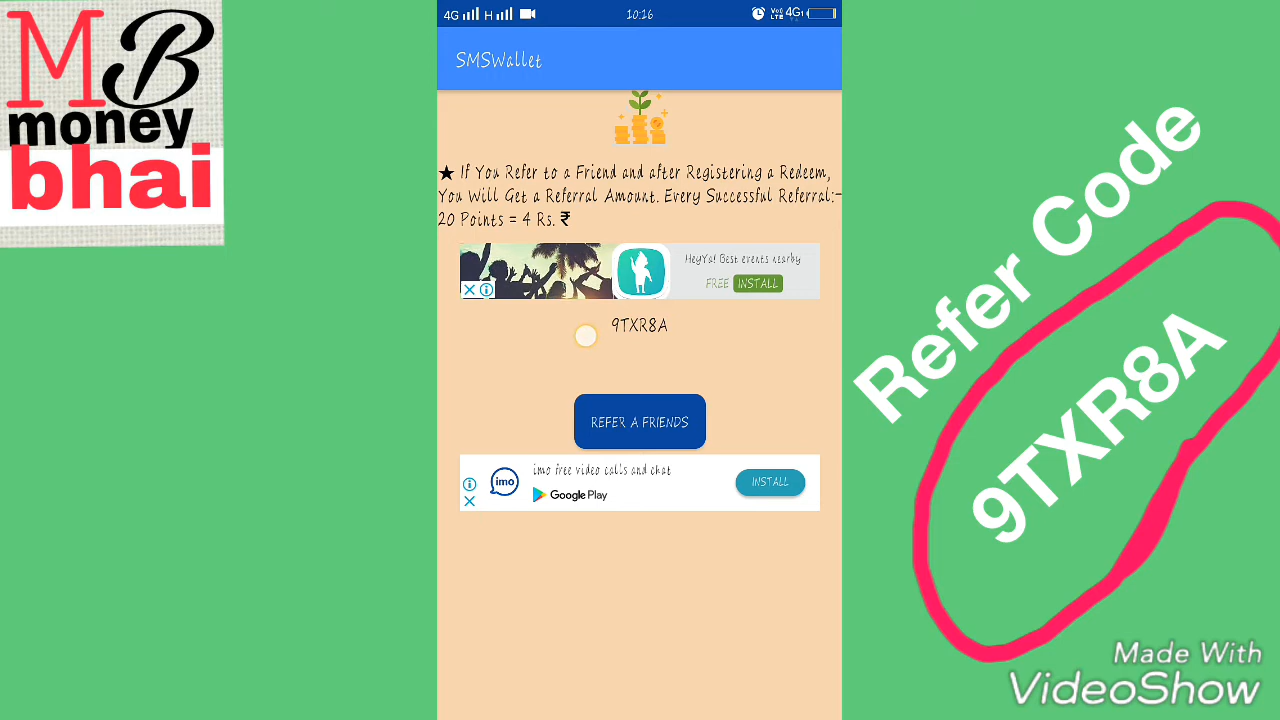 MB
money
bhai
4G H 10:16 4G
SMSWallet
★ If You Refer to a Friend and after Registering a Redeem,
You Will Get a Referral Amount. Every Successful Referral:-
20 Points = 4 Rs. ₹
HeyYa! Best events nearby
FREE INSTALL
9TXR8A
REFER A FRIENDS
imo free video calls and chat
imo
INSTALL
Google Play
Refer Code
9TXR8A
Made With
VideoShow